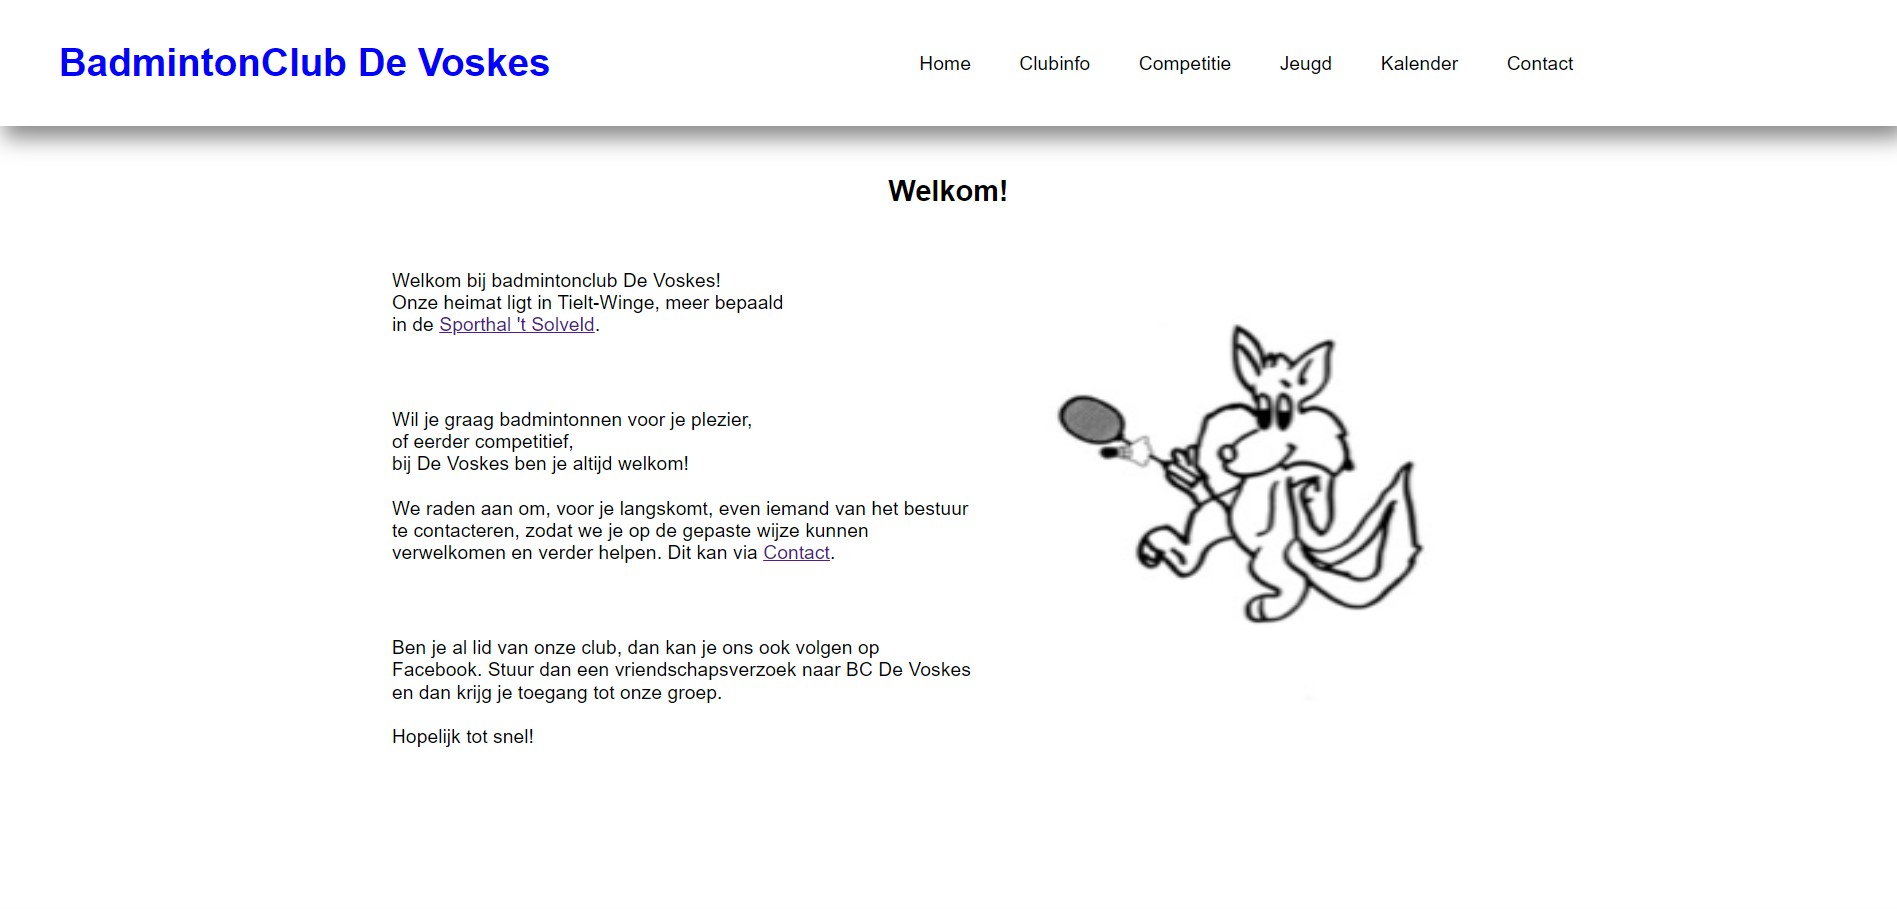 BadmintonClub De Voskes
Home Clubinfo Competitie Jeugd Kalender Contact
Welkom!
Welkom bij badmintonclub De Voskes!
Onze heimat ligt in Tielt-Winge, meer bepaald
in de Sporthal 't Solveld.
Wil je graag badmintonnen voor je plezier,
of eerder competitief,
bij De Voskes ben je altijd welkom!
We raden aan om, voor je langskomt, even iemand van het bestuur
te contacteren, zodat we je op de gepaste wijze kunnen
verwelkomen en verder helpen. Dit kan via Contact.
Ben je al lid van onze club, dan kan je ons ook volgen op
Facebook. Stuur dan een vriendschapsverzoek naar BC De Voskes
en dan krijg je toegang tot onze groep.
Hopelijk tot snel!